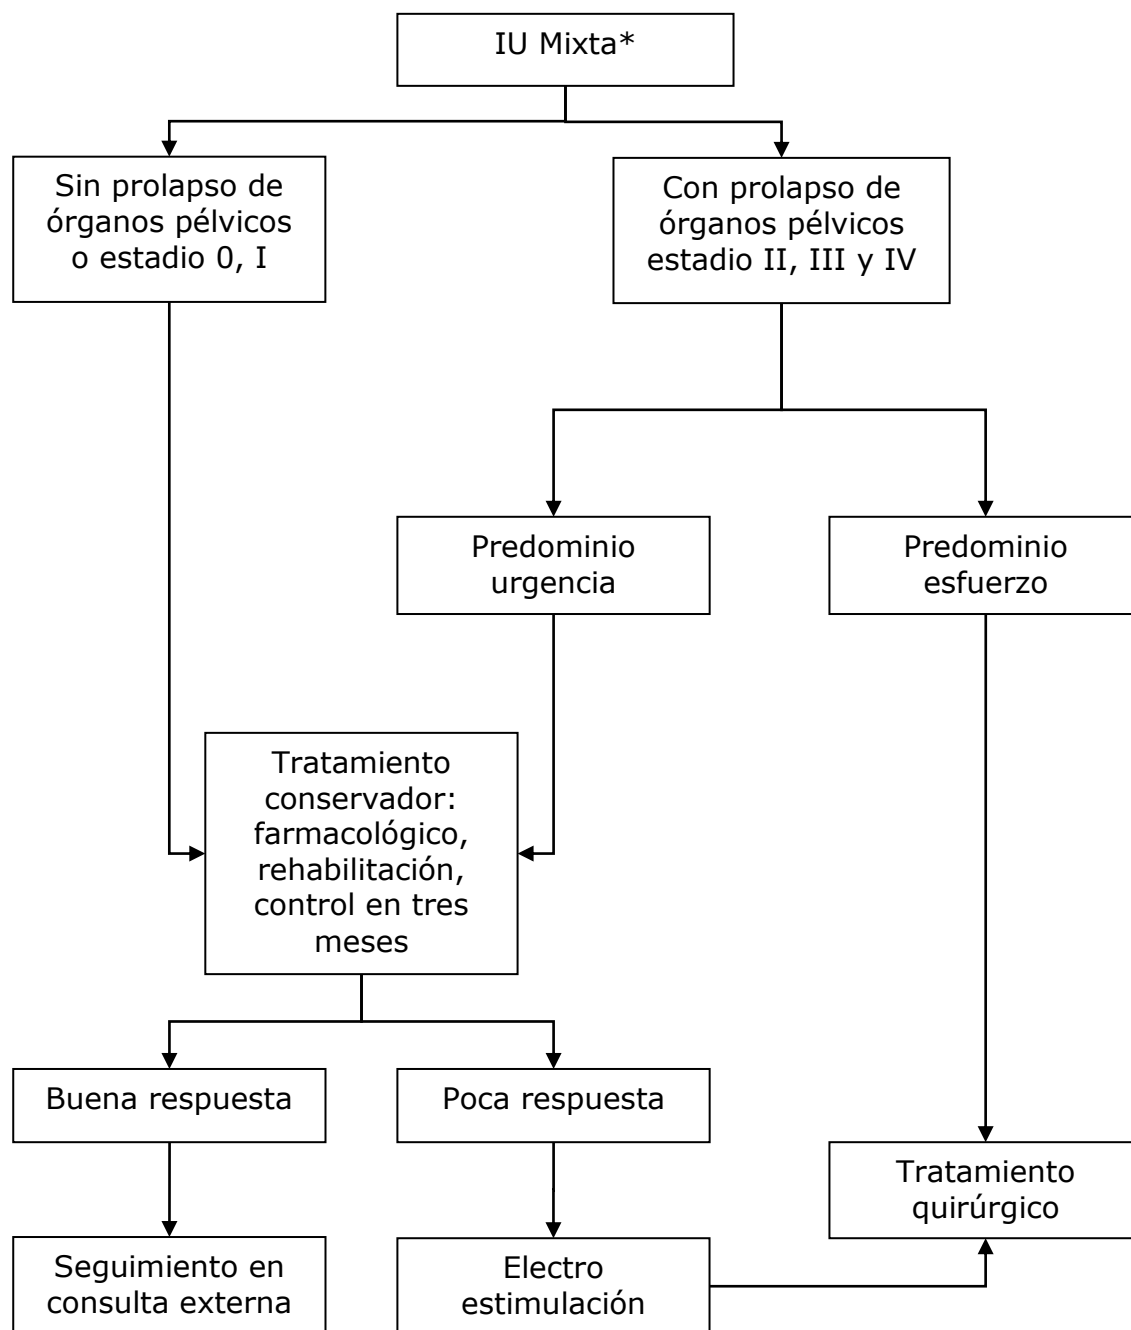 IU Mixta*
Sin prolapso de
órganos pélvicos
o estadio 0, I
Con prolapso de
órganos pélvicos
estadio II, III y IV
Predominio
urgencia
Predominio
esfuerzo
Tratamiento
conservador:
farmacológico,
rehabilitación,
control en tres
meses
Buena respuesta
Poca respuesta
Tratamiento
quirúrgico
Seguimiento en
consulta externa
Electro
estimulación